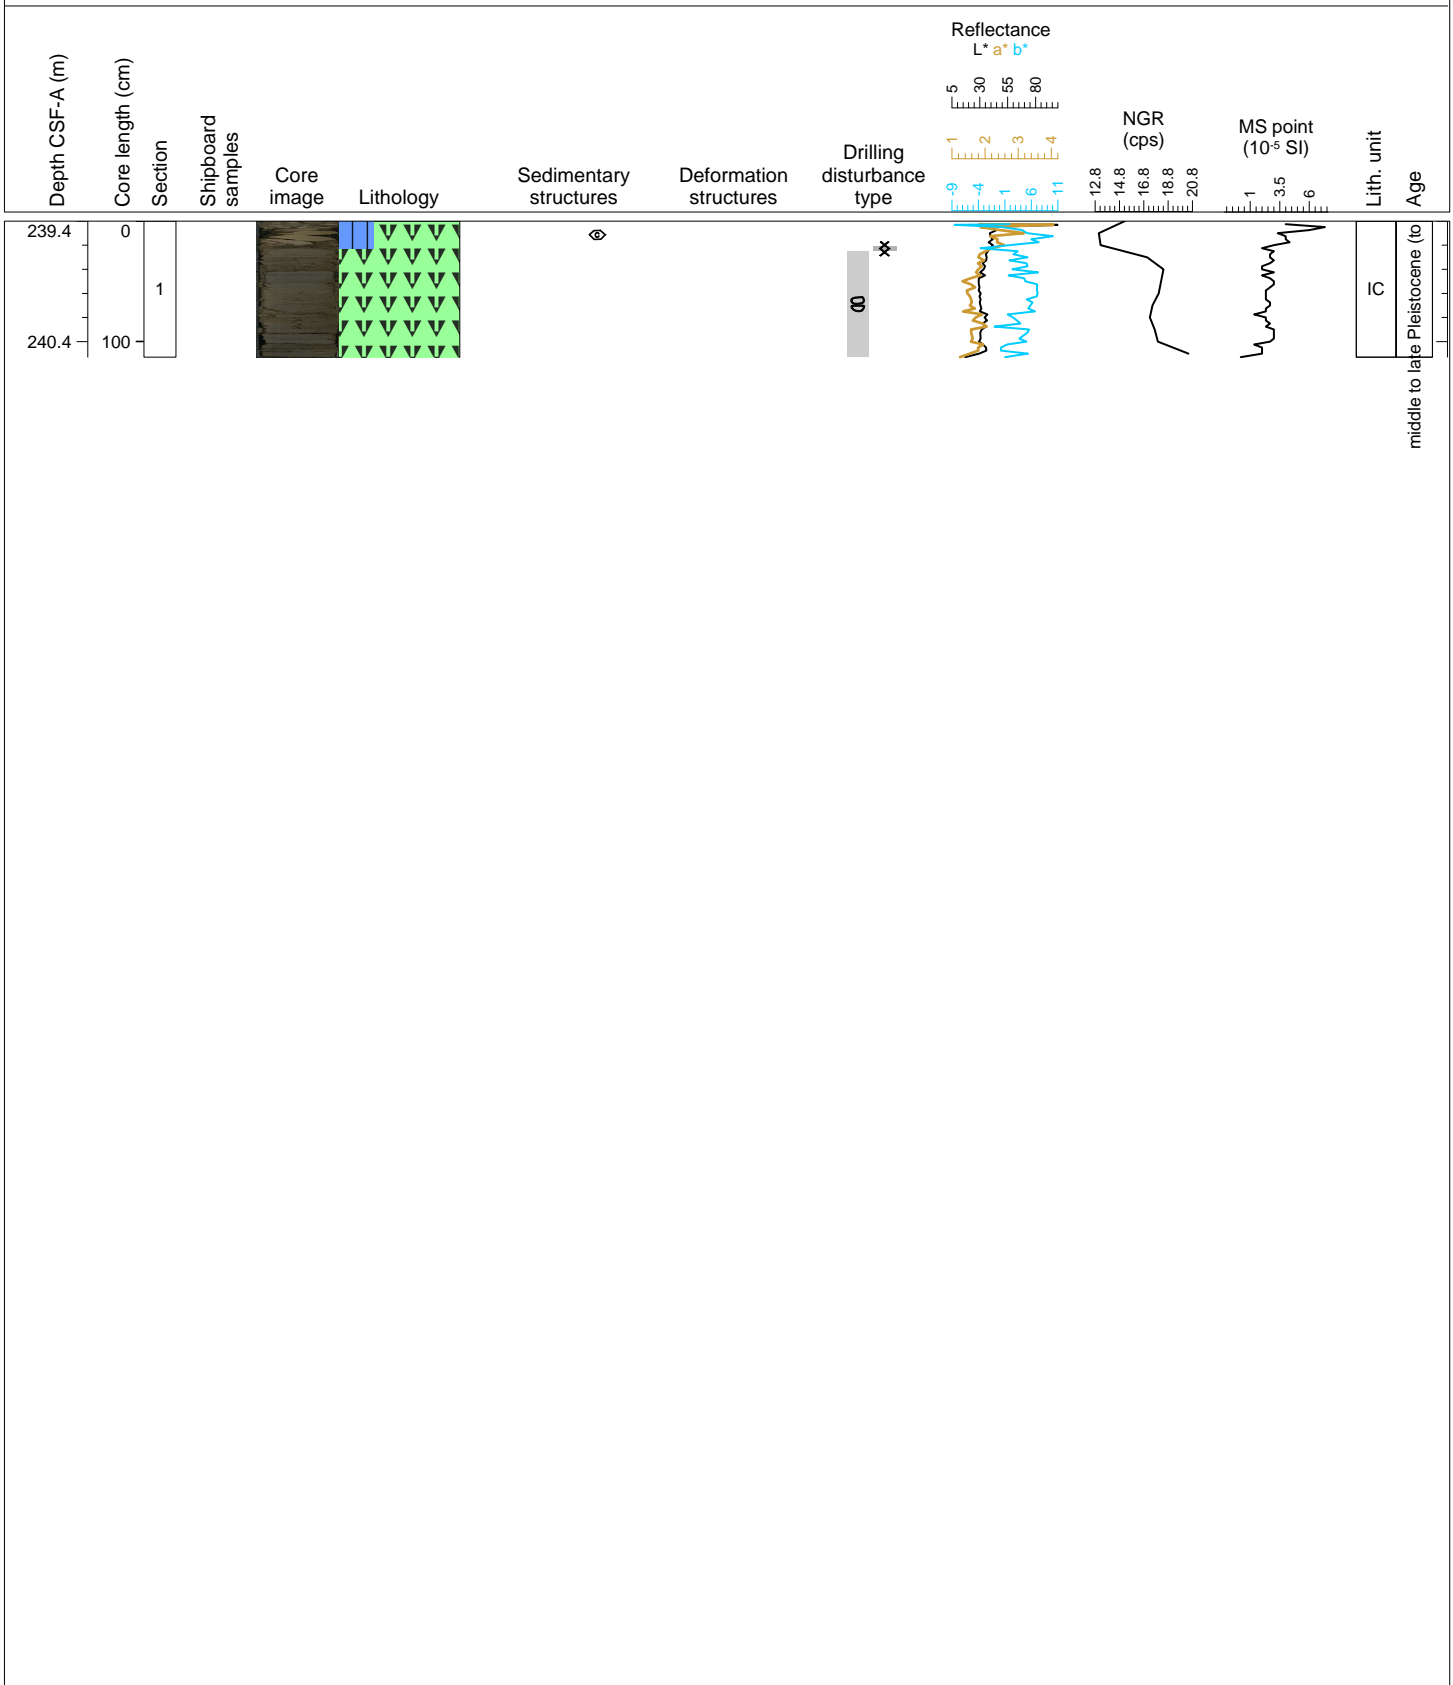 Depth CSF-A (m)
Core length (cm)
Section
Shipboard
samples
Core
image
Lithology
Sedimentary
structures
Deformation
structures
Drilling
disturbance
type
Reflectance
L* a* b*
5 30 55 80
1 2 3 4
-9 -4 1 6 11
NGR
(cps)
12.8 14.8 16.8 18.8 20.8
MS point
(10-5 SI)
1 3.5 6
Lith. unit
Age
239.4
0
1
IC
middle to late Pleistocene (to
240.4
100